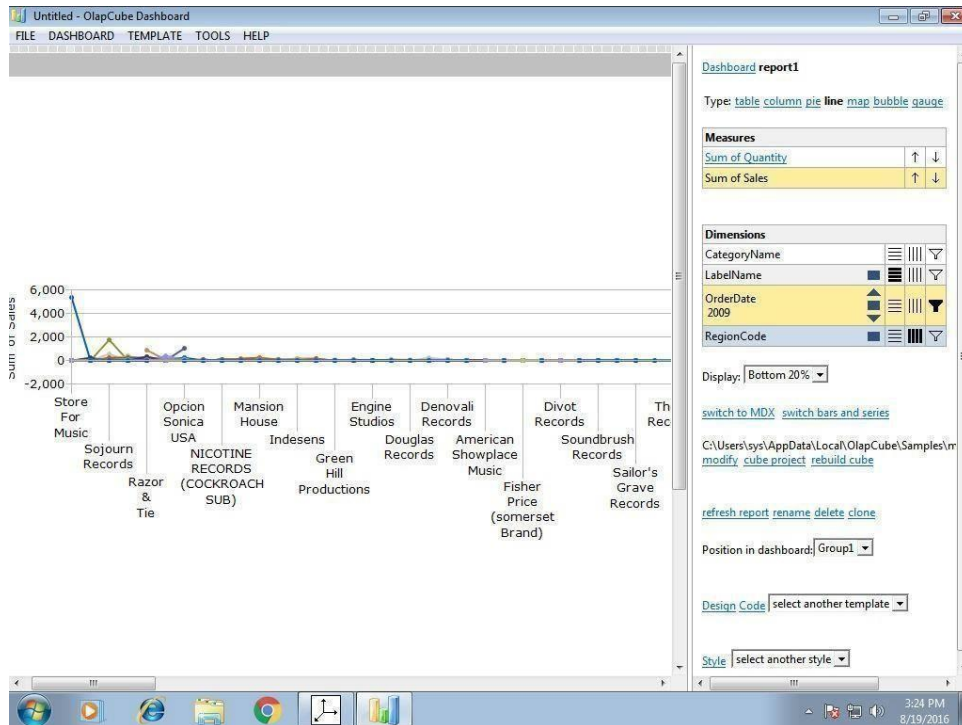 Untitled - OlapCube Dashboard
FILE DASHBOARD TEMPLATE TOOLS HELP
Dashboard report1
Type: table column pie line map bubble gauge
Measures
Sum of Quantity ↑ ↓
Sum of Sales ↑ ↓
Dimensions
CategoryName
LabelName
OrderDate
2009
RegionCode
Display: Bottom 20%
switch to MDX switch bars and series
C:\Users\sys\AppData\Local\OlapCube\Samples\m
modify cube project rebuild cube
refresh report rename delete clone
Position in dashboard: Group1
Design Code select another template
Style select another style
Sum of Sales
6,000
4,000
2,000
0
-2,000
Store
For
Music
Sojourn
Records
Razor
&
Tie
Opcion
Sonica
USA
NICOTINE
RECORDS
(COCKROACH
SUB)
Mansion
House
Indesens
Green
Hill
Productions
Engine
Studios
Douglas
Records
Denovali
Records
American
Showplace
Music
Fisher
Price
(somerset
Brand)
Divot
Records
Soundbrush
Records
Sailor's
Grave
Records
Th
Rec
3:24 PM
8/19/2016